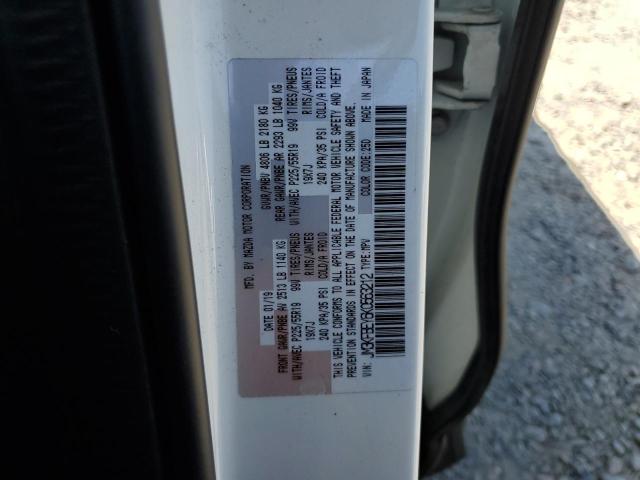 MFD. BY MAZDA MOTOR CORPORATION
DATE 01/19 GVWR/PNBV 4806 LB 2180 KG
FRONT GAWR/PNBE AV 2513 LB 1140 KG REAR GAWR/PNBE AR 2293 LB 1040 KG
WITH/AVEC P225/55R19 99V TIRES/PNEUS WITH/AVEC P225/55R19 99V TIRES/PNEUS
19X7J RIMS/JANTES 19X7J RIMS/JANTES
240 KPA/35 PSI COLD/A FROID 240 KPA/35 PSI COLD/A FROID
THIS VEHICLE CONFORMS TO ALL APPLICABLE FEDERAL MOTOR VEHICLE SAFETY AND THEFT
PREVENTION STANDARDS IN EFFECT ON THE DATE OF MANUFACTURE SHOWN ABOVE.
COLOR CODE:25D MADE IN JAPAN
VIN: TYPE:MPV